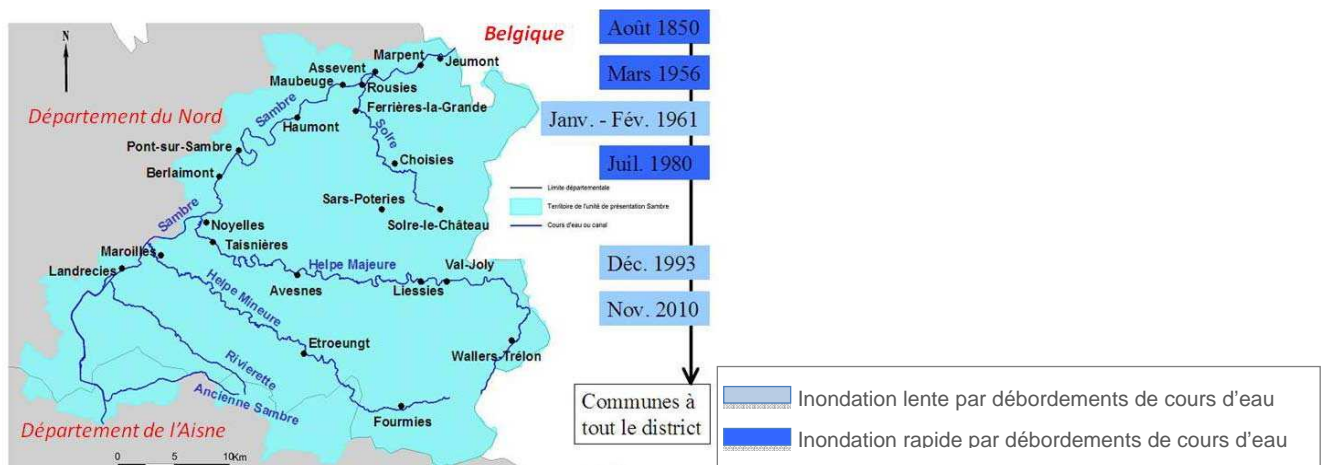 N
Belgique
Département du Nord
Marpent
Jeumont
Assevent
Maubeuge
Rousies
Ferrières-la-Grande
Sambre
Haumont
Solre
Pont-sur-Sambre
Choisies
Berlaimont
Sars-Poteries
Solre-le-Château
Sambre
Noyelles
Taisnières
Maroilles
Helpe Majeure
Val-Joly
Landrecies
Avesnes
Liessies
Helpe Mineure
Etroeungt
Wallers-Trélon
Rivierette
Ancienne Sambre
Fourmies
Département de l'Aisne
0 5 10Km
Limite départementale
Territoire de l'unité de présentation Sambre
Cours d'eau ou canal
Août 1850
Mars 1956
Janv. - Fév. 1961
Juil. 1980
Déc. 1993
Nov. 2010
Communes à
tout le district
Inondation lente par débordements de cours d'eau
Inondation rapide par débordements de cours d'eau